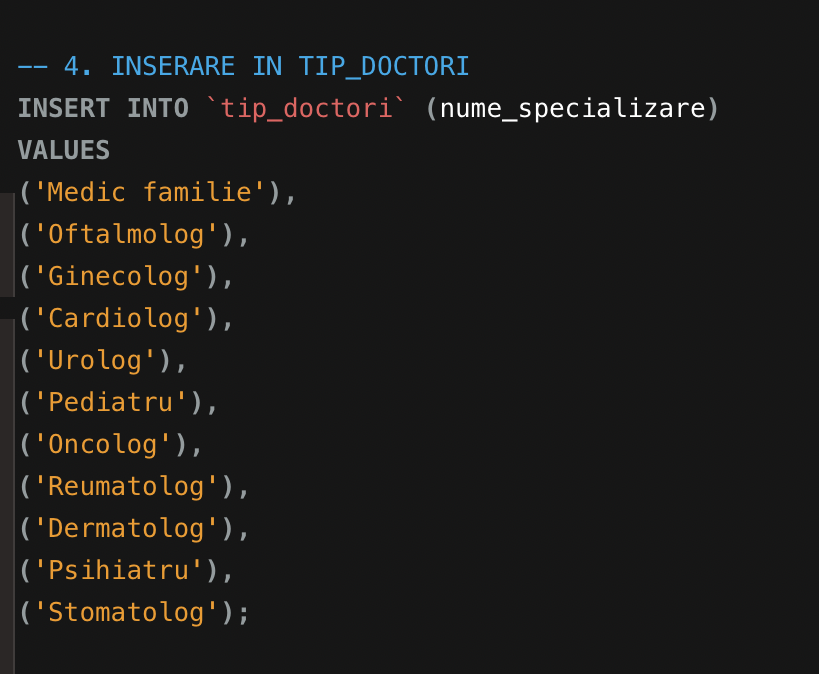 -- 4. INSERARE IN TIP_DOCTORI
INSERT INTO `tip_doctori` (nume_specializare)
VALUES
('Medic familie'),
('Oftalmolog'),
('Ginecolog'),
('Cardiolog'),
('Urolog'),
('Pediatru'),
('Oncolog'),
('Reumatolog'),
('Dermatolog'),
('Psihiatru'),
('Stomatolog');